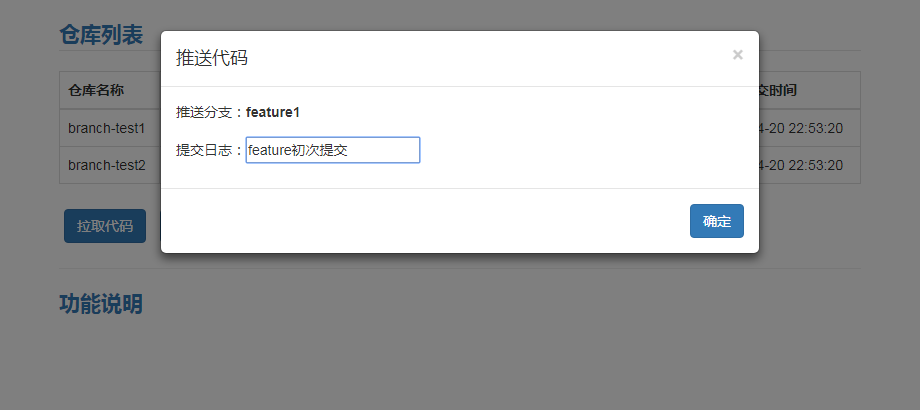 仓库列表
推送代码 ×
仓库名称 交时间
推送分支：feature1
branch-test1 4-20 22:53:20
提交日志：feature初次提交
branch-test2 4-20 22:53:20
拉取代码 确定
功能说明